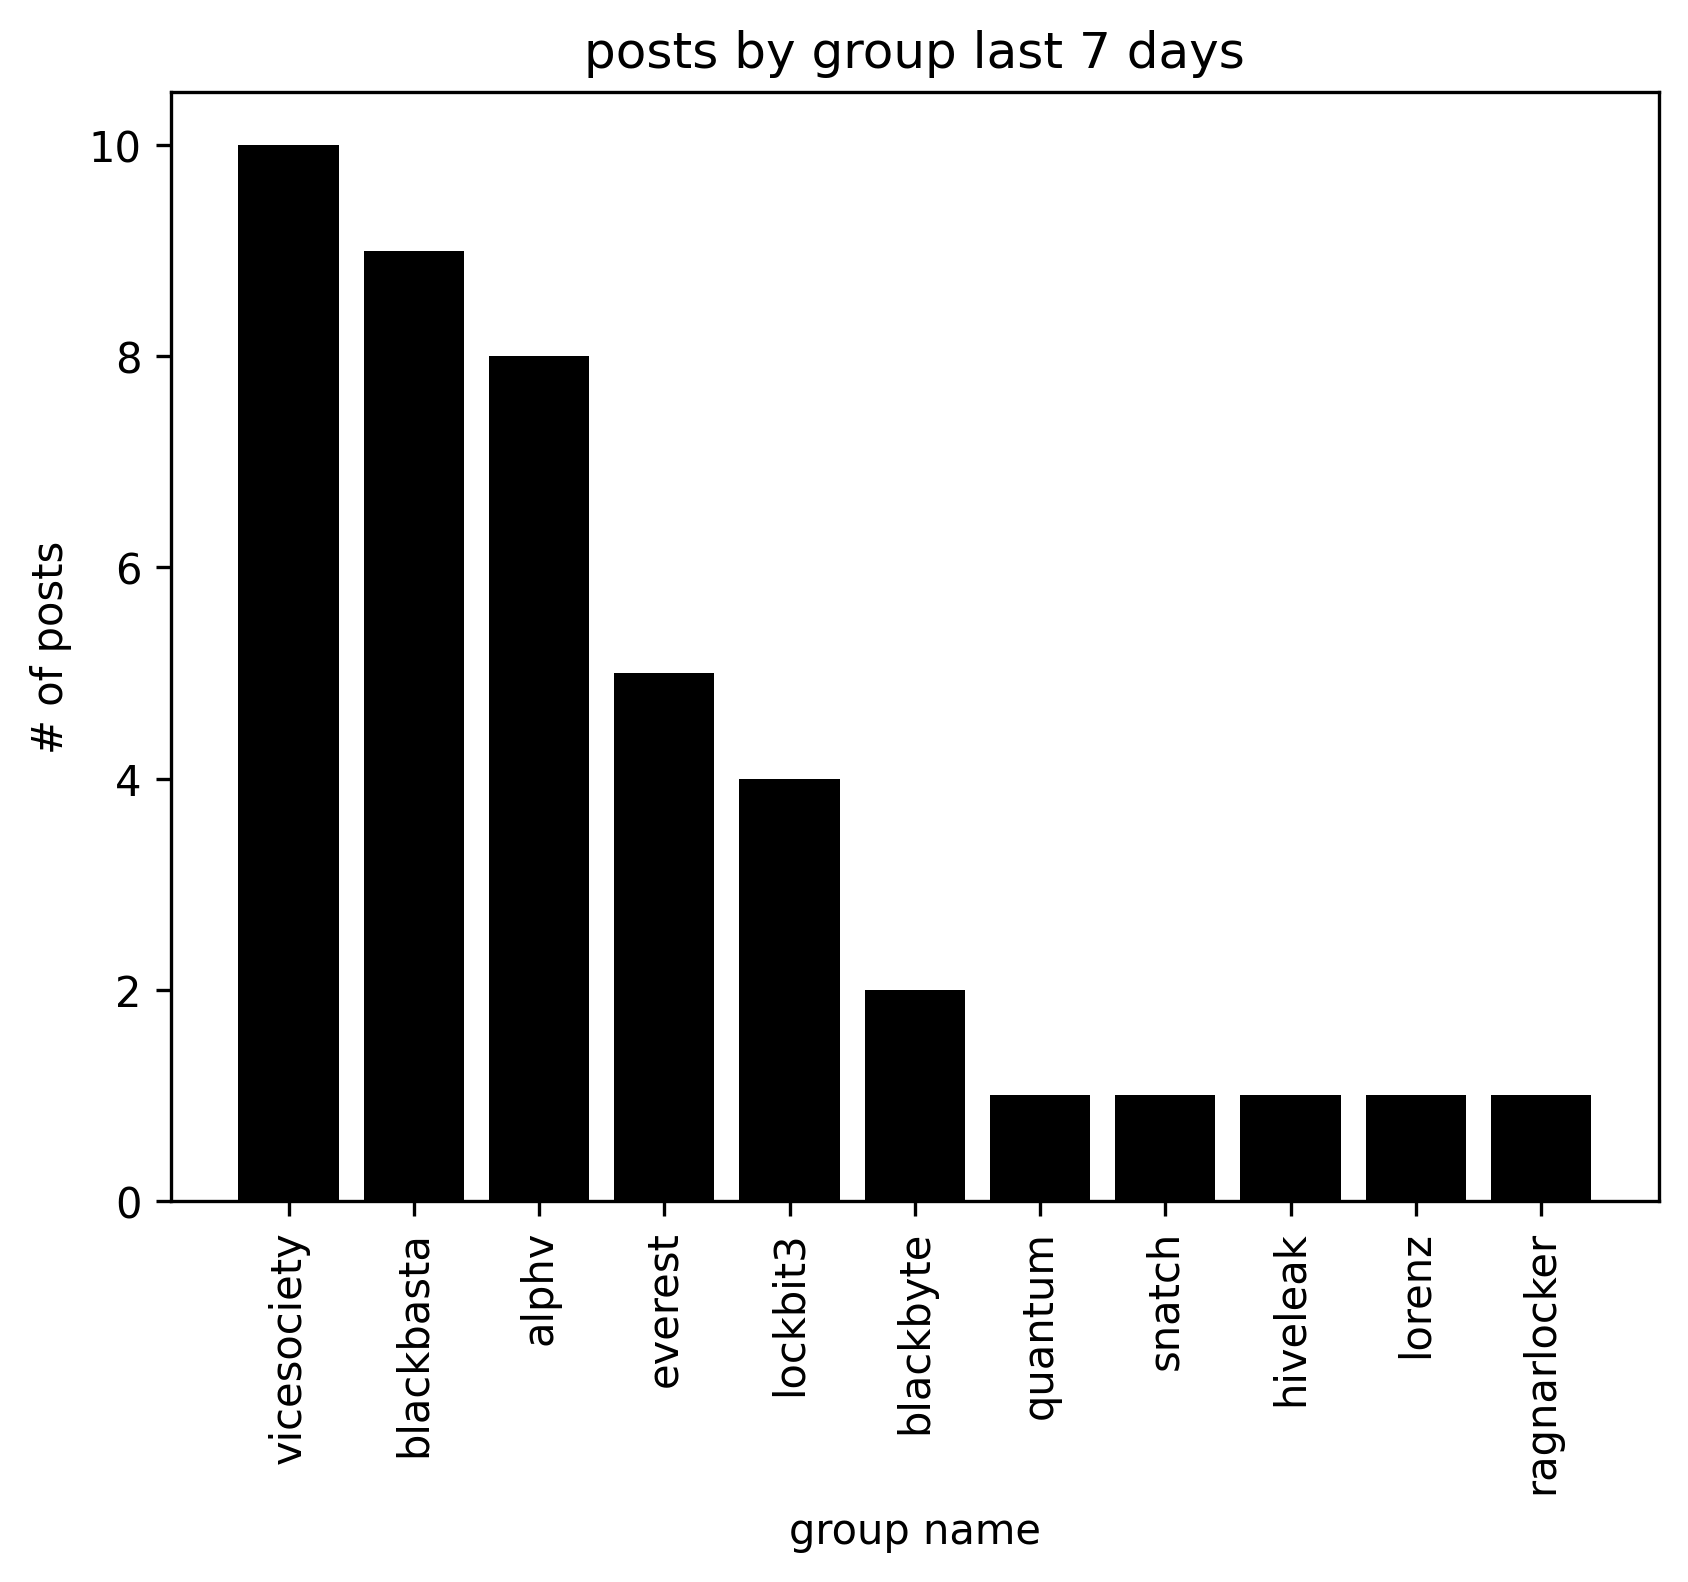 posts by group last 7 days
10
8
6
4
2
0
# of posts
vicesociety
blackbasta
alphv
everest
lockbit3
blackbyte
quantum
snatch
hiveleak
lorenz
ragnarlocker
group name